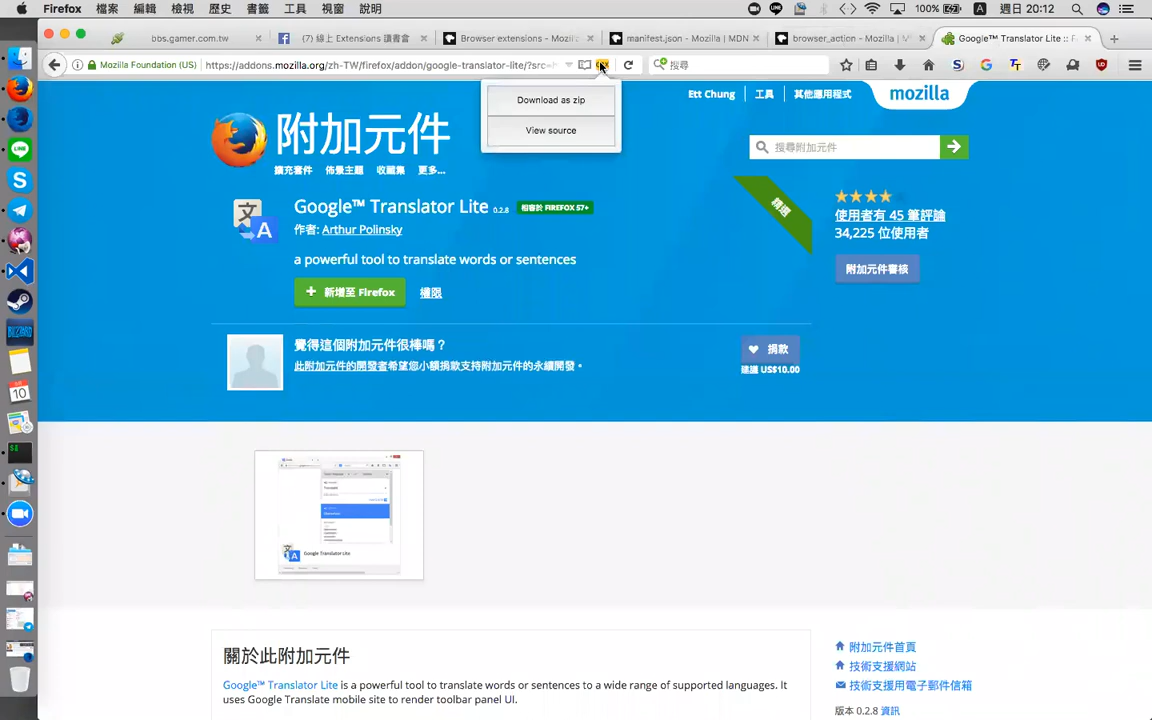 Firefox 檔案 編輯 檢視 歷史 書籤 工具 視窗 說明 100% A 週日 20:12
bbs.gamer.com.tw (7) 線上 Extensions 讀書會 Browser extensions - Mozil manifest.json - MDN browser_action - Mozilla | M Google™ Translator Lite :: F
Mozilla Foundation (US) https://addons.mozilla.org/zh-TW/firefox/addon/google-translator-lite/?src= 搜尋
Download as zip
View source
Ett Chung 工具 其他應用程式 mozilla
附加元件
擴充套件 佈景主題 收藏集 更多...
搜尋附加元件
Google™ Translator Lite 0.2.8 相容於 FIREFOX 57+
作者: Arthur Polinsky
a powerful tool to translate words or sentences
新增至 Firefox 權限
精選
使用者有 45 筆評論
34,225 位使用者
附加元件審核
覺得這個附加元件很棒嗎？
此附加元件的開發者希望您小額捐款支持附加元件的永續開發。
捐款
建議 US$10.00
Google Translator Lite
關於此附加元件
Google™ Translator Lite is a powerful tool to translate words or sentences to a wide range of supported languages. It
uses Google Translate mobile site to render toolbar panel UI.
附加元件首頁
技術支援網站
技術支援用電子郵件信箱
版本 0.2.8 資訊